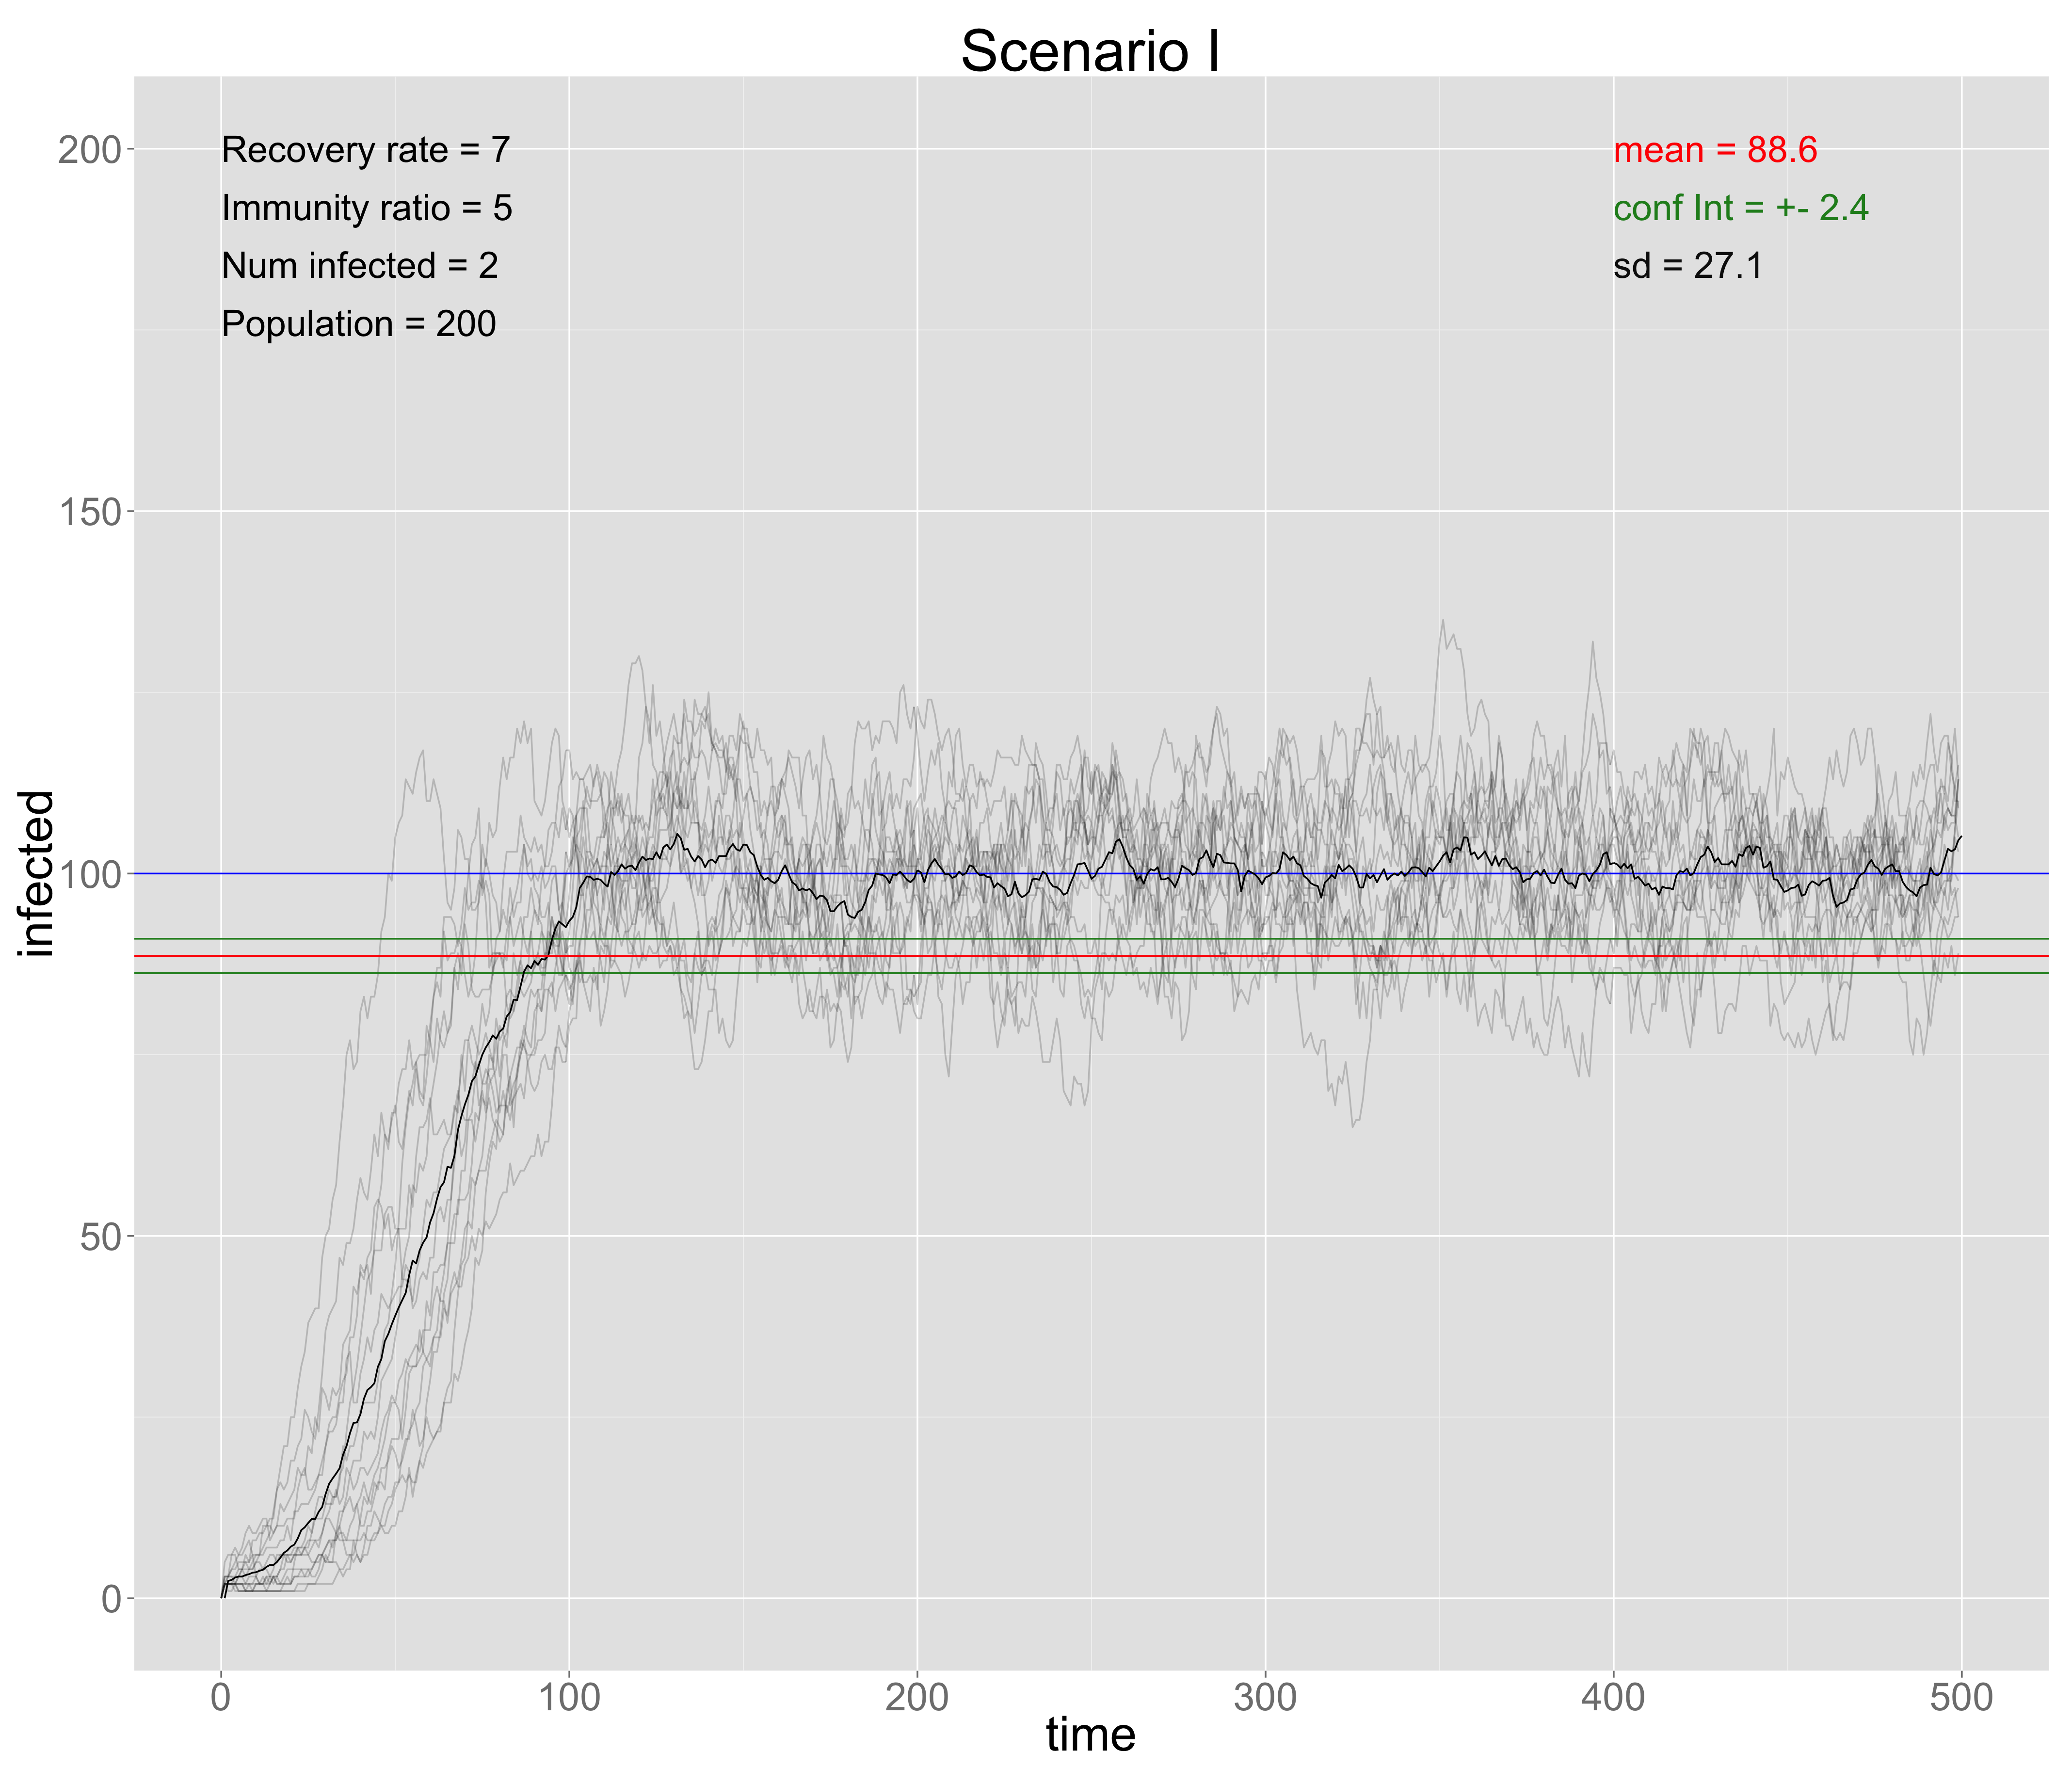 Scenario I
200
Recovery rate = 7
mean = 88.6
Immunity ratio = 5
conf Int = +- 2.4
Num infected = 2
sd = 27.1
Population = 200
150
100
50
0
infected
0 100 200 300 400 500
time